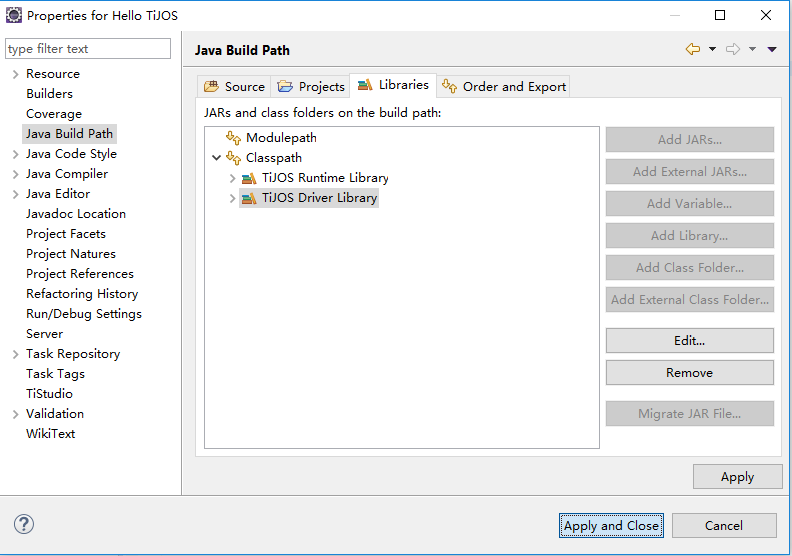 Properties for Hello TiJOS
type filter text
Resource
Builders
Coverage
Java Build Path
Java Code Style
Java Compiler
Java Editor
Javadoc Location
Project Facets
Project Natures
Project References
Refactoring History
Run/Debug Settings
Server
Task Repository
Task Tags
TiStudio
Validation
WikiText
Java Build Path
Source Projects Libraries Order and Export
JARs and class folders on the build path:
Modulepath
Classpath
TiJOS Runtime Library
TiJOS Driver Library
Add JARs...
Add External JARs...
Add Variable...
Add Library...
Add Class Folder...
Add External Class Folder...
Edit...
Remove
Migrate JAR File...
Apply
Apply and Close Cancel